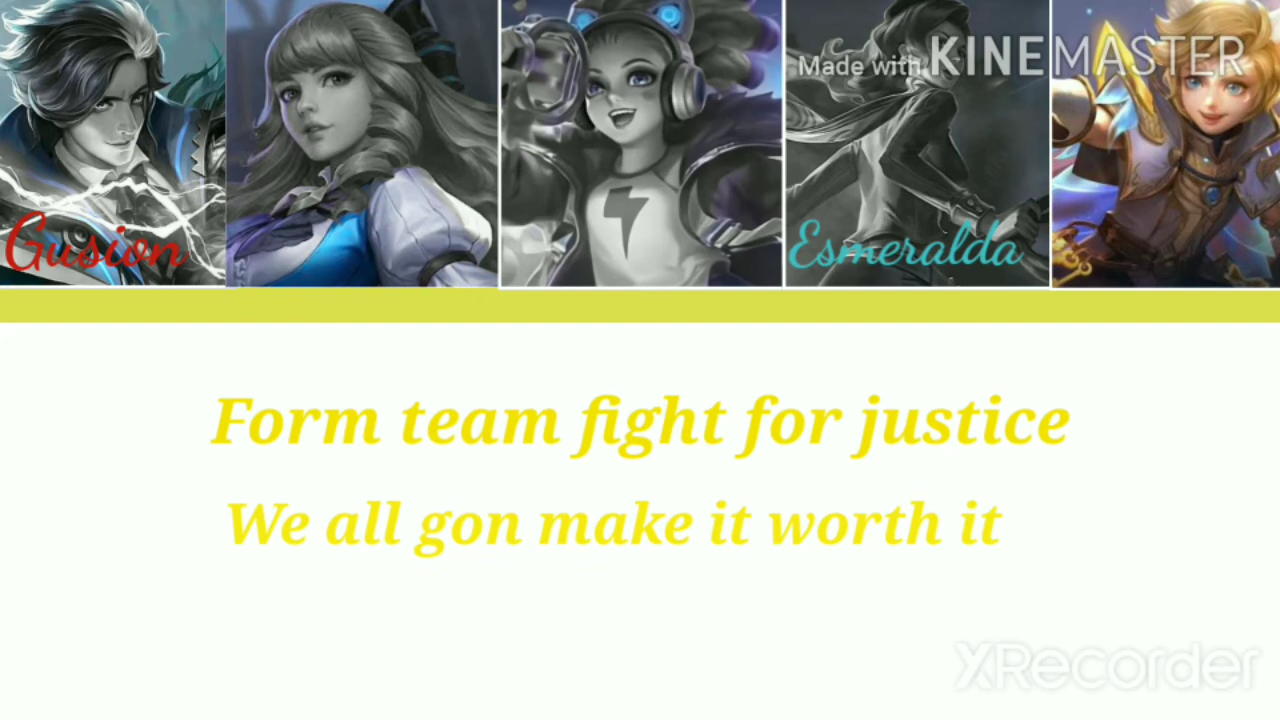 Made with KINEMASTER
Gusion
Esmeralda
Form team fight for justice
We all gon make it worth it
XRecorder